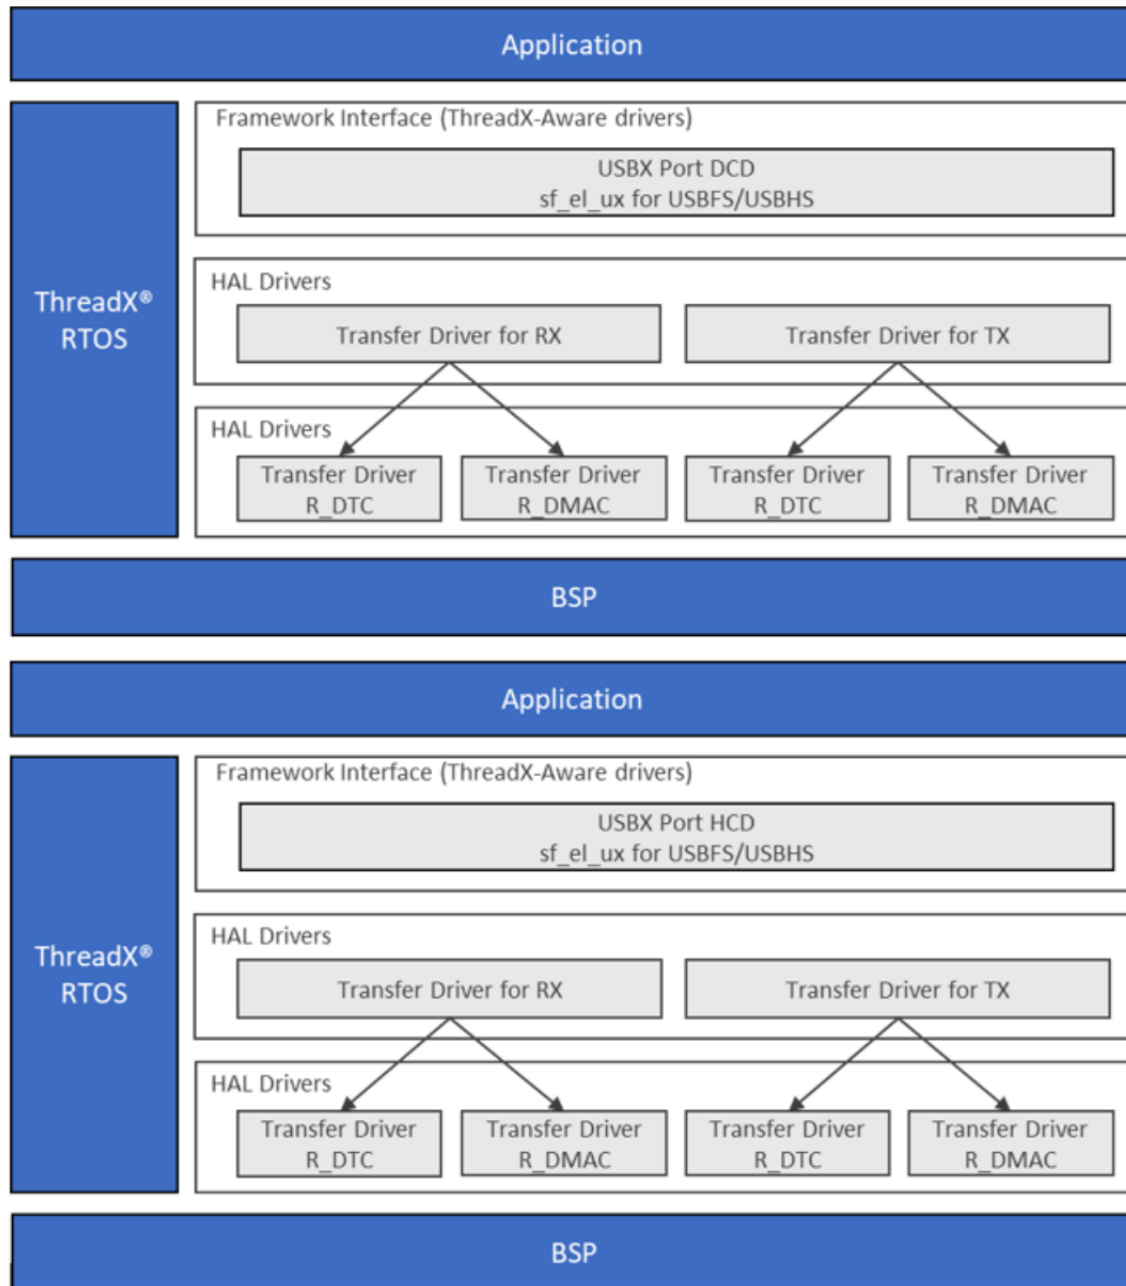 Application
Framework Interface (ThreadX-Aware drivers)
USBX Port DCD
sf_el_ux for USBFS/USBHS
ThreadX®
RTOS
HAL Drivers
Transfer Driver for RX
Transfer Driver for TX
HAL Drivers
Transfer Driver
R_DTC
Transfer Driver
R_DMAC
Transfer Driver
R_DTC
Transfer Driver
R_DMAC
BSP
Application
Framework Interface (ThreadX-Aware drivers)
USBX Port HCD
sf_el_ux for USBFS/USBHS
ThreadX®
RTOS
HAL Drivers
Transfer Driver for RX
Transfer Driver for TX
HAL Drivers
Transfer Driver
R_DTC
Transfer Driver
R_DMAC
Transfer Driver
R_DTC
Transfer Driver
R_DMAC
BSP